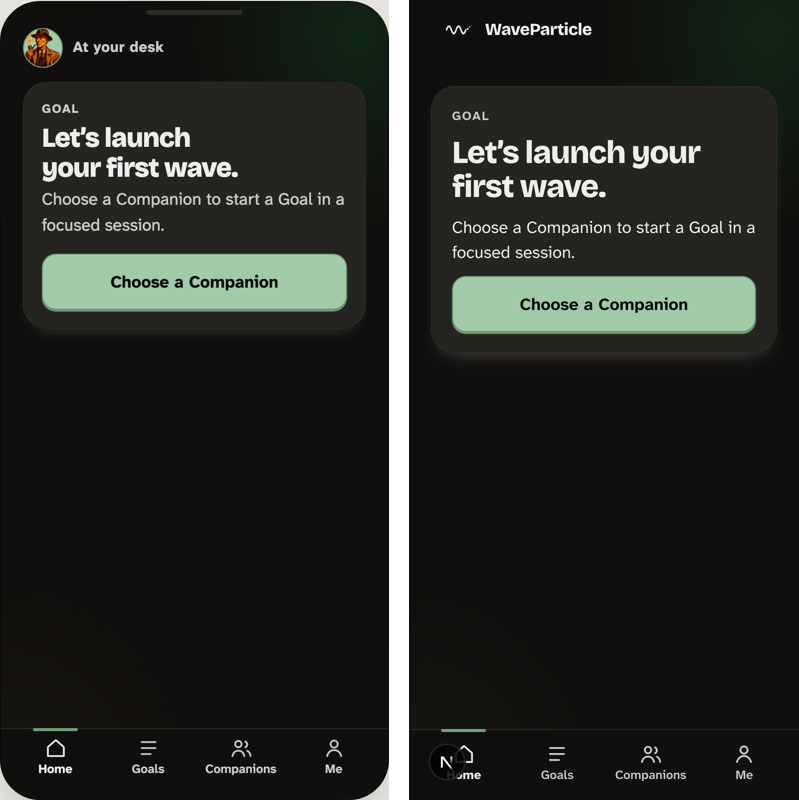 At your desk
GOAL
Let's launch
your first wave.
Choose a Companion to start a Goal in a
focused session.
Choose a Companion
Home
Goals
Companions
Me
WaveParticle
GOAL
Let's launch your
first wave.
Choose a Companion to start a Goal in a
focused session.
Choose a Companion
N
Home
Goals
Companions
Me